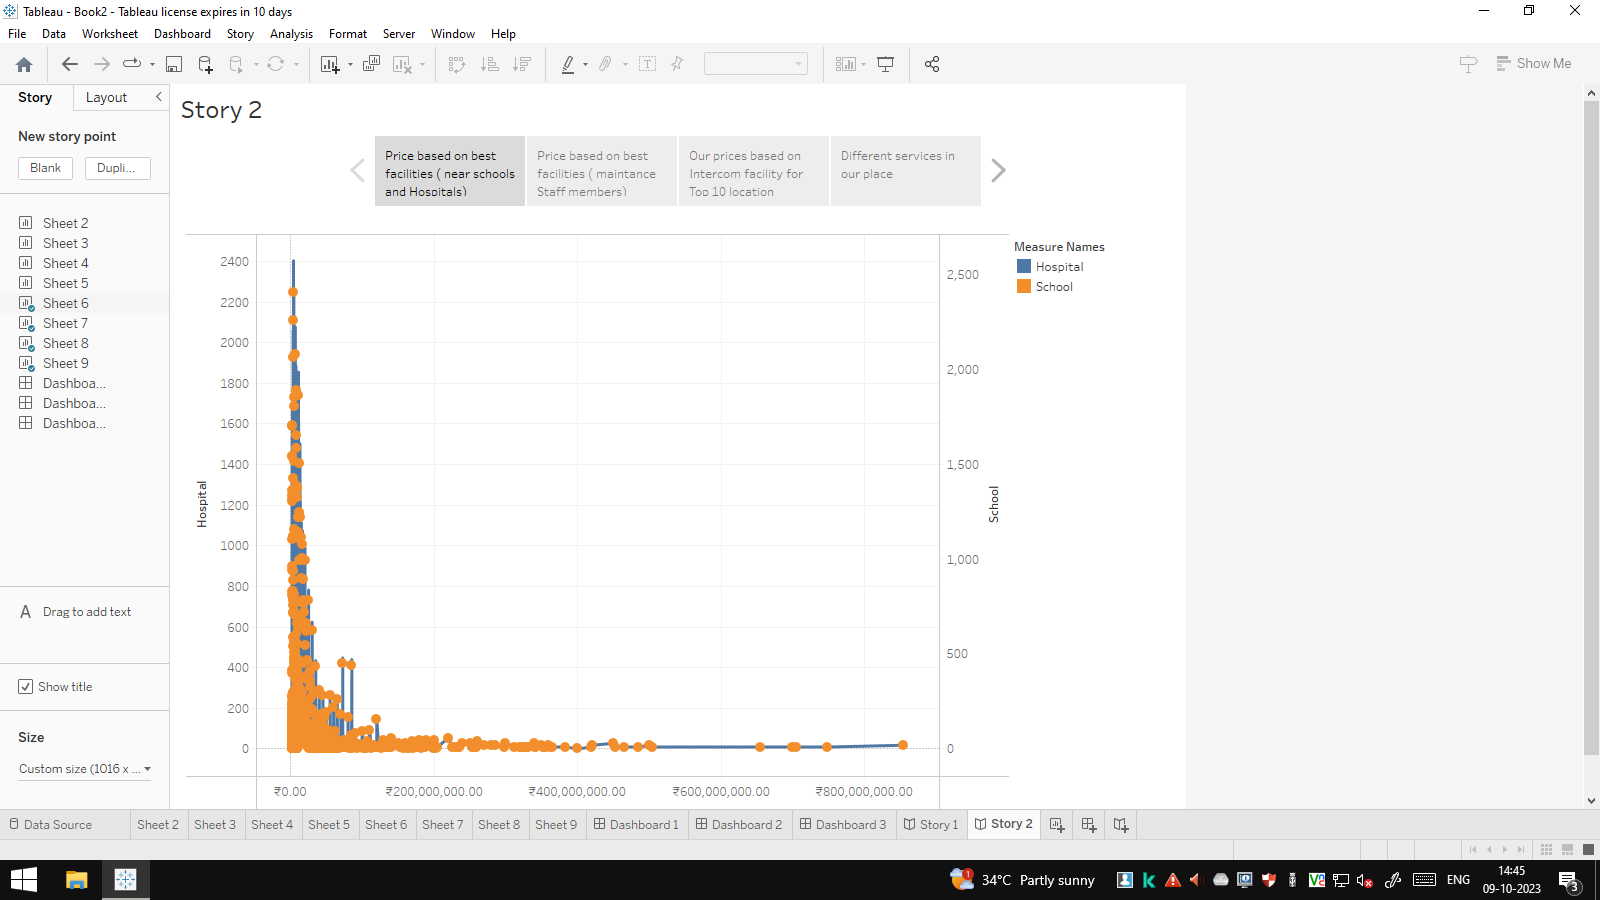 Tableau - Book2 - Tableau license expires in 10 days
File Data Worksheet Dashboard Story Analysis Format Server Window Help
Show Me
Story Layout
New story point
Blank Dupli...
Sheet 2
Sheet 3
Sheet 4
Sheet 5
Sheet 6
Sheet 7
Sheet 8
Sheet 9
Dashboa...
Dashboa...
Dashboa...
A Drag to add text
Show title
Size
Custom size (1016 x ...
Story 2
Price based on best
facilities ( near schools
and Hospitals)
Price based on best
facilities ( maintance
Staff members)
Our prices based on
Intercom facility for
Top 10 location
Different services in
our place
2400
2200
2000
1800
1600
1400
1200
1000
800
600
400
200
0
Hospital
2,500
2,000
1,500
1,000
500
0
School
₹0.00 ₹200,000,000.00 ₹400,000,000.00 ₹600,000,000.00 ₹800,000,000.00
Measure Names
Hospital
School
Data Source Sheet 2 Sheet 3 Sheet 4 Sheet 5 Sheet 6 Sheet 7 Sheet 8 Sheet 9 Dashboard 1 Dashboard 2 Dashboard 3 Story 1 Story 2
1 34°C Partly sunny ENG
14:45
09-10-2023
3